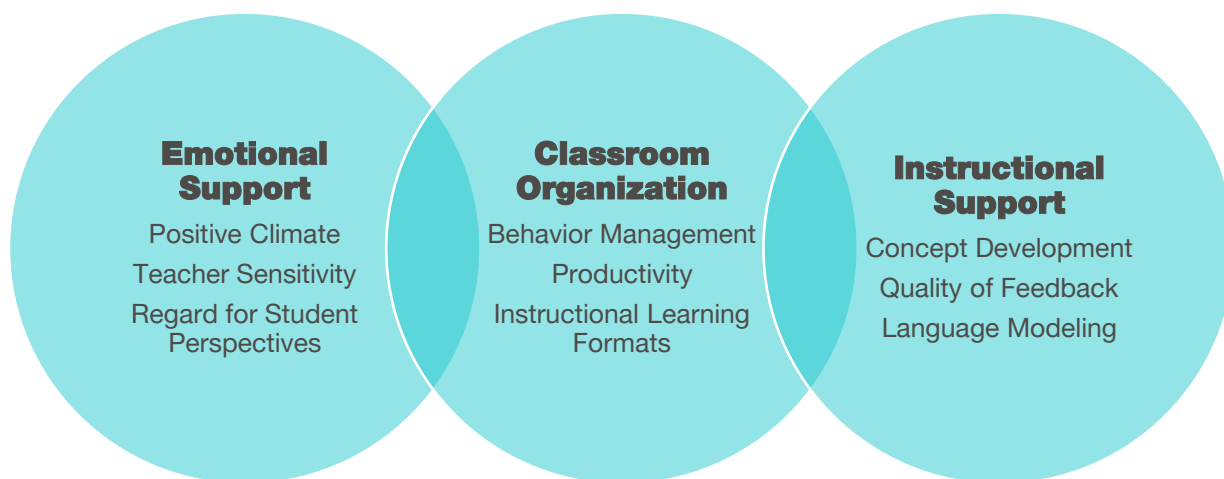 Emotional
Support
Positive Climate
Teacher Sensitivity
Regard for Student
Perspectives
Classroom
Organization
Behavior Management
Productivity
Instructional Learning
Formats
Instructional
Support
Concept Development
Quality of Feedback
Language Modeling